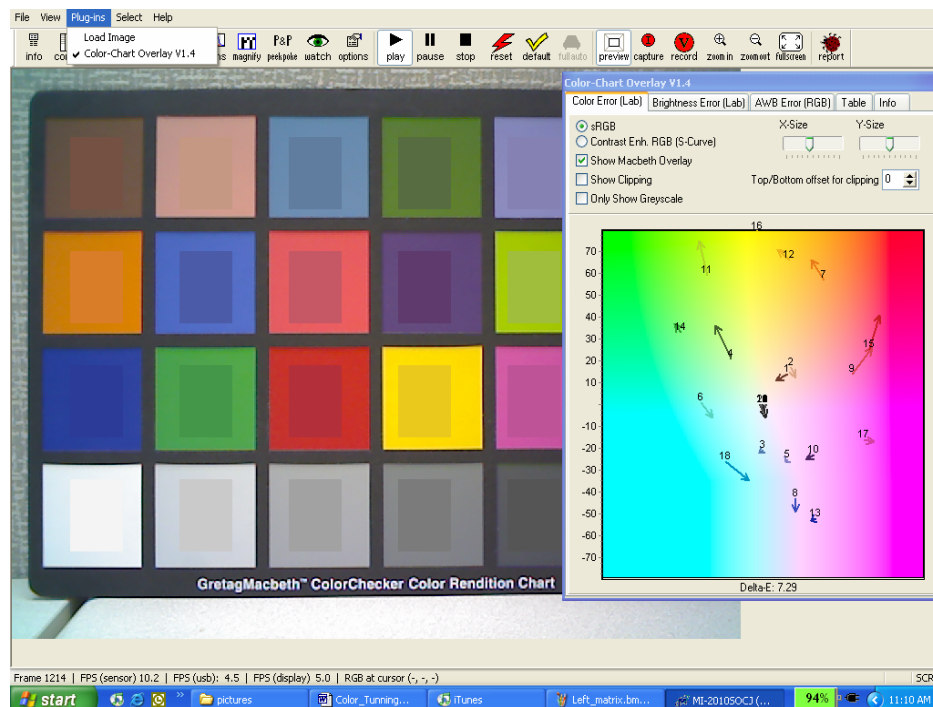 File View Plug-ins Select Help
Load Image
✓ Color-Chart Overlay V1.4
info magnify peek/poke watch options play pause stop reset default full auto preview capture record zoom in zoom out fullscreen report
P&P
Color-Chart Overlay V1.4
Color Error (Lab) Brightness Error (Lab) AWB Error (RGB) Table Info
sRGB
Contrast Enh. RGB (S-Curve)
Show Macbeth Overlay
Show Clipping
Only Show Greyscale
X-Size Y-Size
Top/Bottom offset for clipping 0
16
70
60
50
40
30
20
10
-10
-20
-30
-40
-50
-60
-70
12
11
7
14
4
15
2
1
9
6
3
17
18
5
10
8
13
Delta-E: 7.29
GretagMacbeth™ ColorChecker Color Rendition Chart
Frame 1214 | FPS (sensor) 10.2 | FPS (usb): 4.5 | FPS (display) 5.0 | RGB at cursor (-, -, -)
SCR
start pictures Color_Tunning... iTunes Left_matrix.bm... MI-2010SOCJ (... 94% 11:10 AM